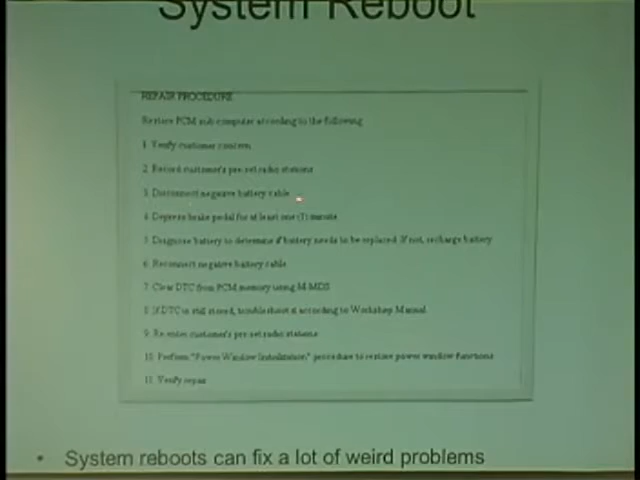 System Reboot
REPAIR PROCEDURE
Restore PCM sub computer according to the following
1. Verify customer concern
2. Record customer's pre-set radio stations
3. Disconnect negative battery cable
4. Depress brake pedal for at least one (1) minute
5. Diagnose battery to determine if battery needs to be replaced. If not, recharge battery
6. Reconnect negative battery cable
7. Clear DTC from PCM memory using M-MDS
8. If DTC is still stored, troubleshoot it according to Workshop Manual
9. Re-enter customer's pre-set radio stations
10. Perform "Power Window Initialization" procedure to restore power window functions
11. Verify repair
• System reboots can fix a lot of weird problems